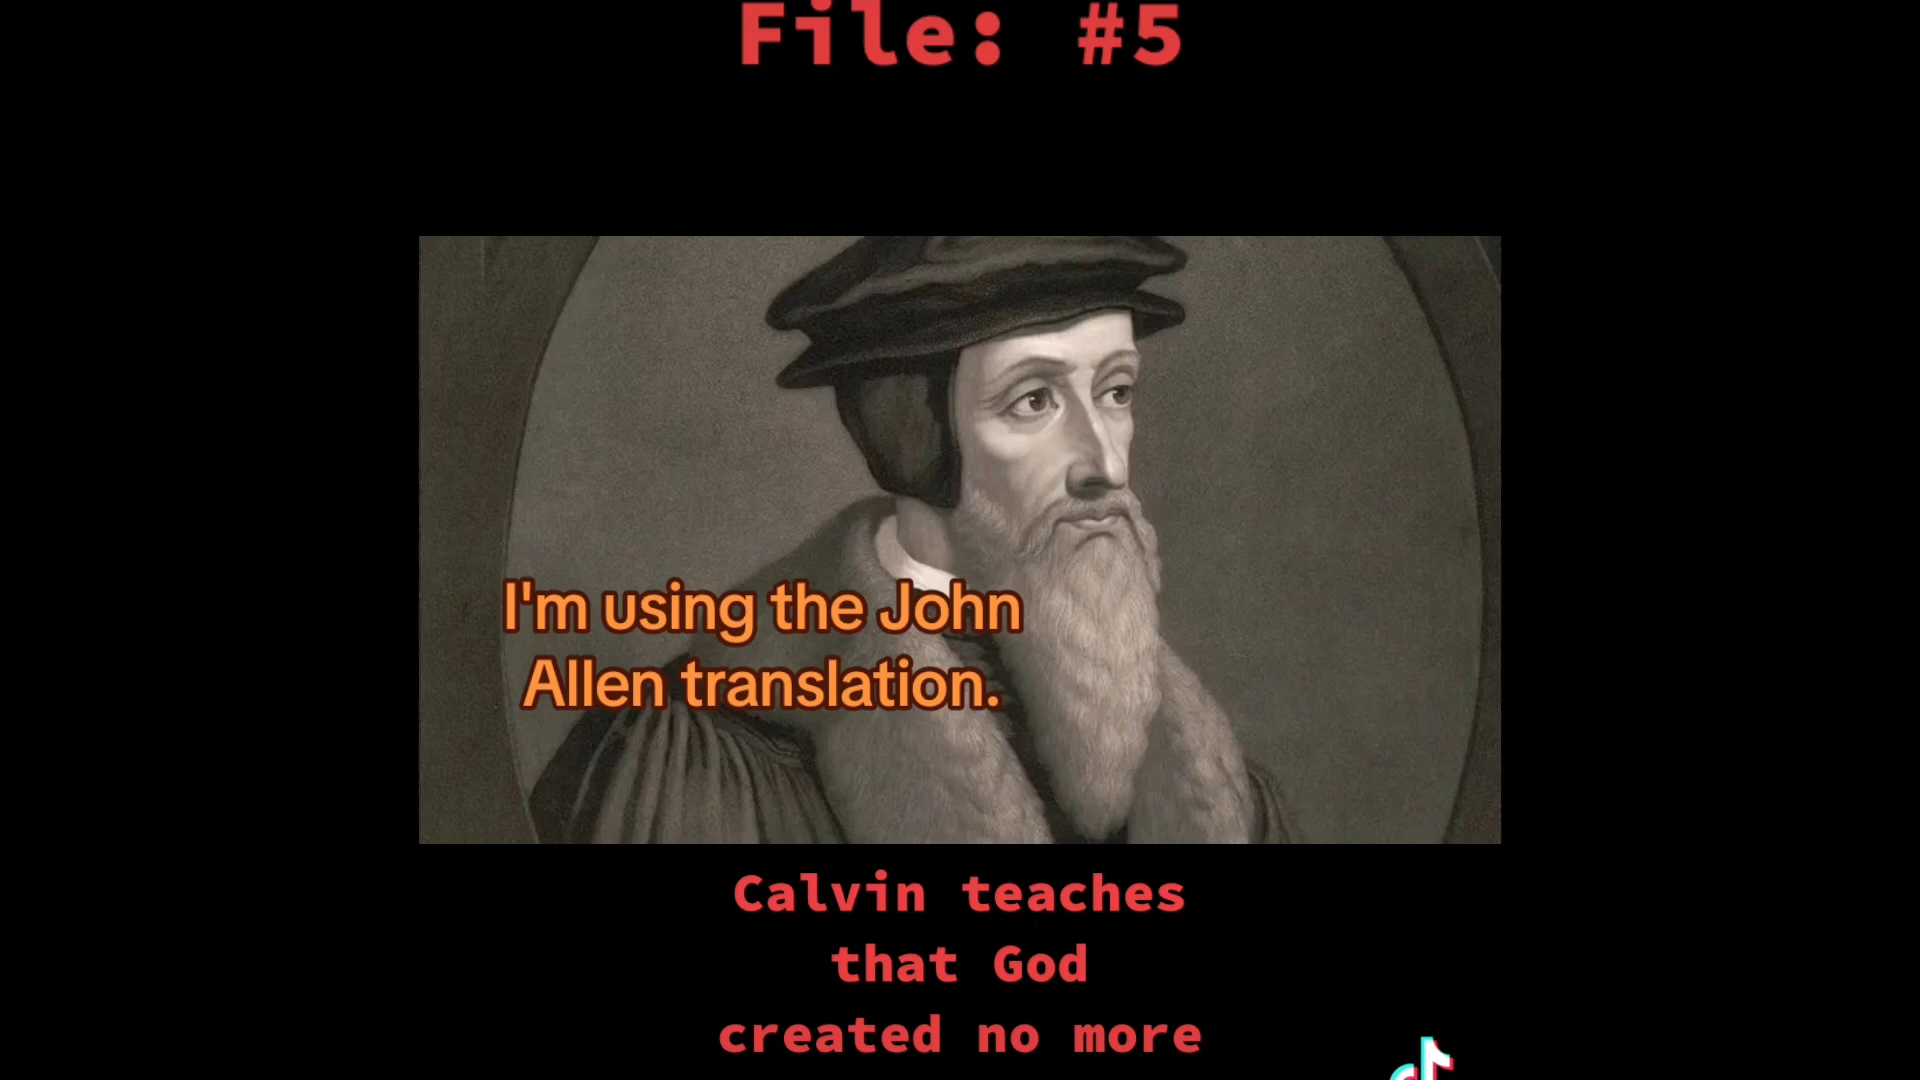 File: #5
I'm using the John
Allen translation.
Calvin teaches
that God
created no more